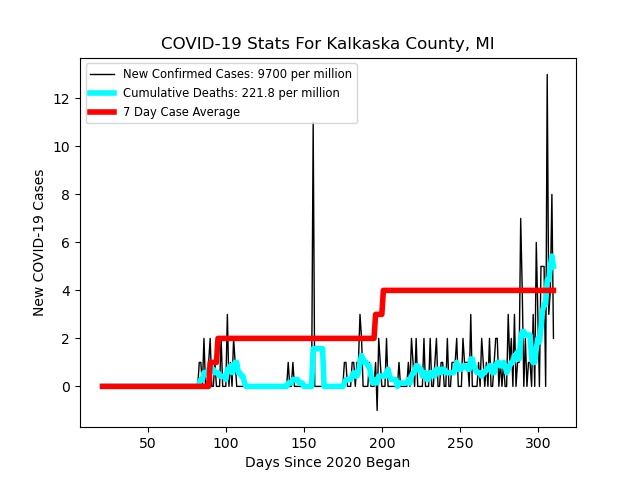 COVID-19 Stats For Kalkaska County, MI
New Confirmed Cases: 9700 per million
Cumulative Deaths: 221.8 per million
7 Day Case Average
New COVID-19 Cases
12
10
8
6
4
2
0
50 100 150 200 250 300
Days Since 2020 Began